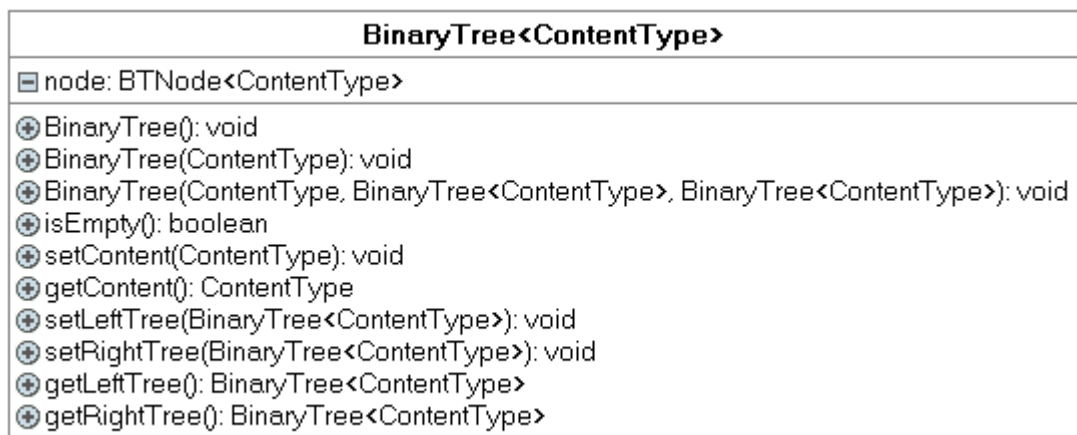 BinaryTree<ContentType>
node: BTNode<ContentType>
BinaryTree(): void
BinaryTree(ContentType): void
BinaryTree(ContentType, BinaryTree<ContentType>, BinaryTree<ContentType>): void
isEmpty(): boolean
setContent(ContentType): void
getContent(): ContentType
setLeftTree(BinaryTree<ContentType>): void
setRightTree(BinaryTree<ContentType>): void
getLeftTree(): BinaryTree<ContentType>
getRightTree(): BinaryTree<ContentType>